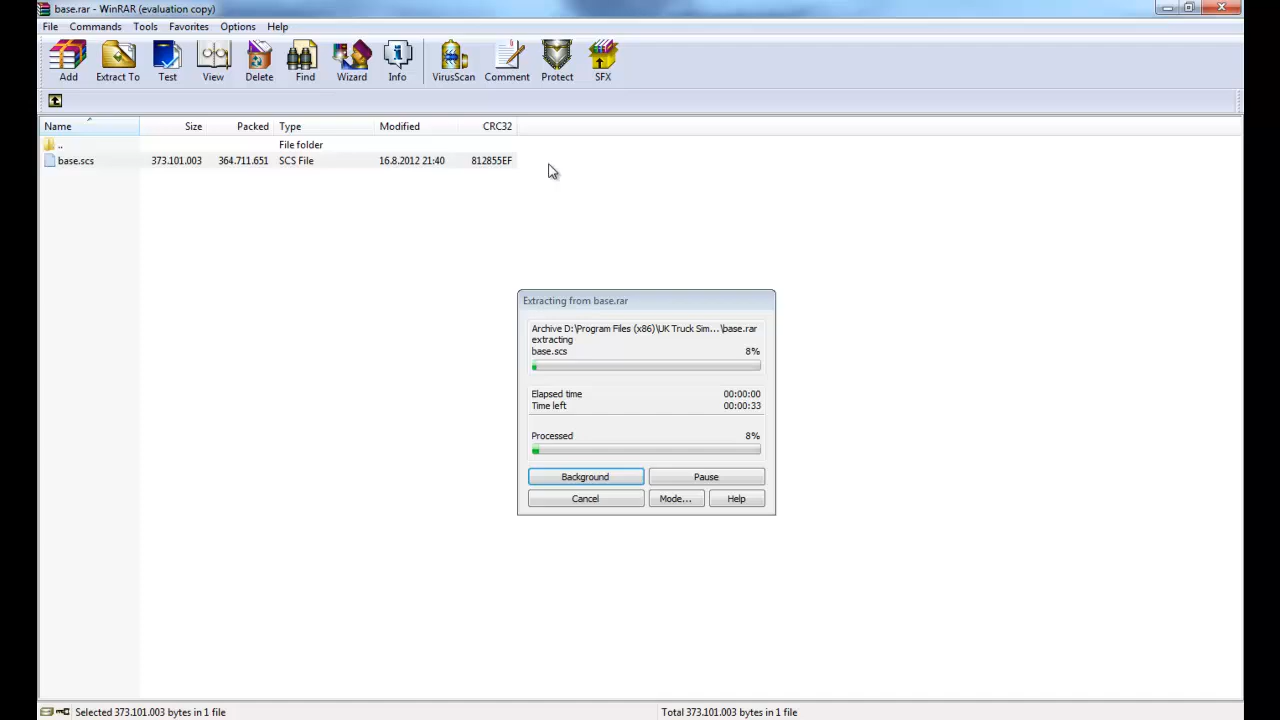 base.rar - WinRAR (evaluation copy)
File Commands Tools Favorites Options Help
Add Extract To Test View Delete Find Wizard Info VirusScan Comment Protect SFX
Name Size Packed Type Modified CRC32
.. File folder
base.scs 373.101.003 364.711.651 SCS File 16.8.2012 21:40 812855EF
Extracting from base.rar
Archive D:\Program Files (x86)\UK Truck Sim...\base.rar
extracting
base.scs 8%
Elapsed time 00:00:00
Time left 00:00:33
Processed 8%
Background Pause
Cancel Mode... Help
Selected 373.101.003 bytes in 1 file Total 373.101.003 bytes in 1 file